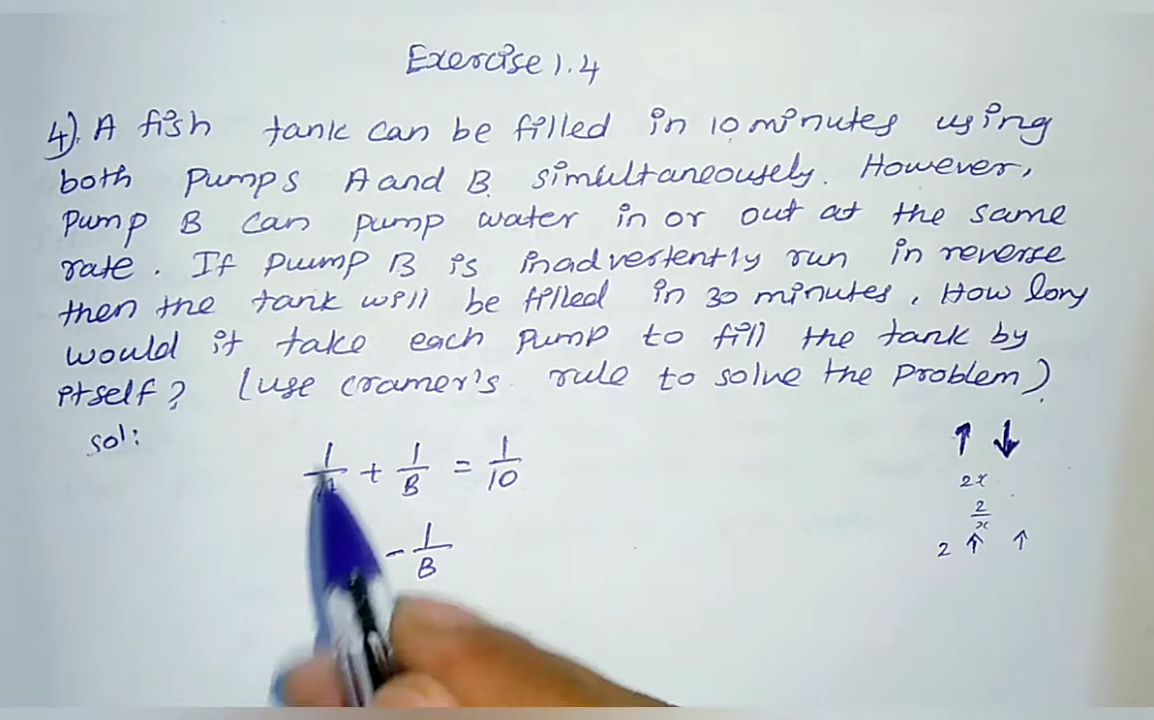 Exercise 1.4
4). A fish tank can be filled in 10 minutes using
both Pumps A and B simultaneously. However,
Pump B can pump water in or out at the same
rate. If Pump B is inadvertently run in reverse
then the tank will be filled in 30 minutes, How long
would it take each Pump to fill the tank by
itself? (use cramer's rule to solve the Problem)
sol:
1/A + 1/B = 1/10
- 1/B
↑ ↓
2x
2/x
2 ↑ ↑